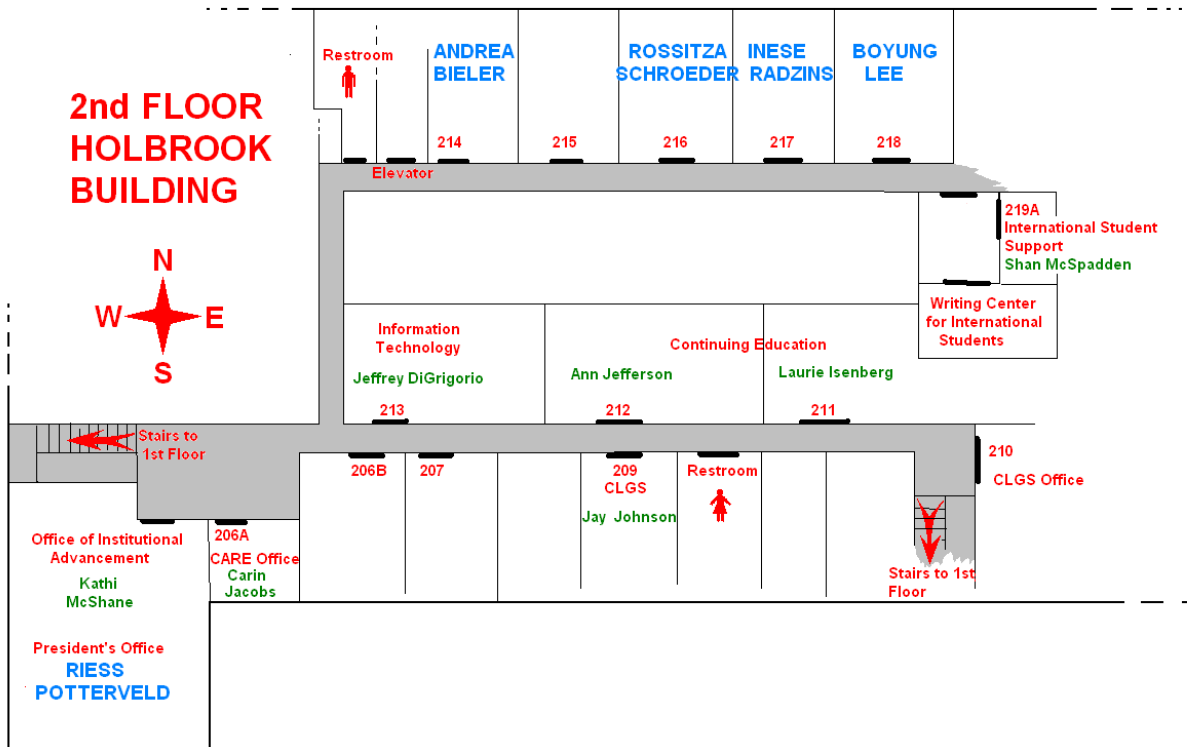 2nd FLOOR
HOLBROOK
BUILDING
N
W E
S
Restroom
Elevator
ANDREA
BIELER
214
215
ROSSITZA
SCHROEDER
216
INESE
RADZINS
217
BOYUNG
LEE
218
219A
International Student
Support
Shan McSpadden
Writing Center
for International
Students
Information
Technology
Jeffrey DiGrigorio
213
Continuing Education
Ann Jefferson
212
Laurie Isenberg
211
Stairs to
1st Floor
206B
207
209
CLGS
Jay Johnson
Restroom
210
CLGS Office
Stairs to 1st
Floor
Office of Institutional
Advancement
Kathi
McShane
206A
CARE Office
Carin
Jacobs
President's Office
RIESS
POTTERVELD